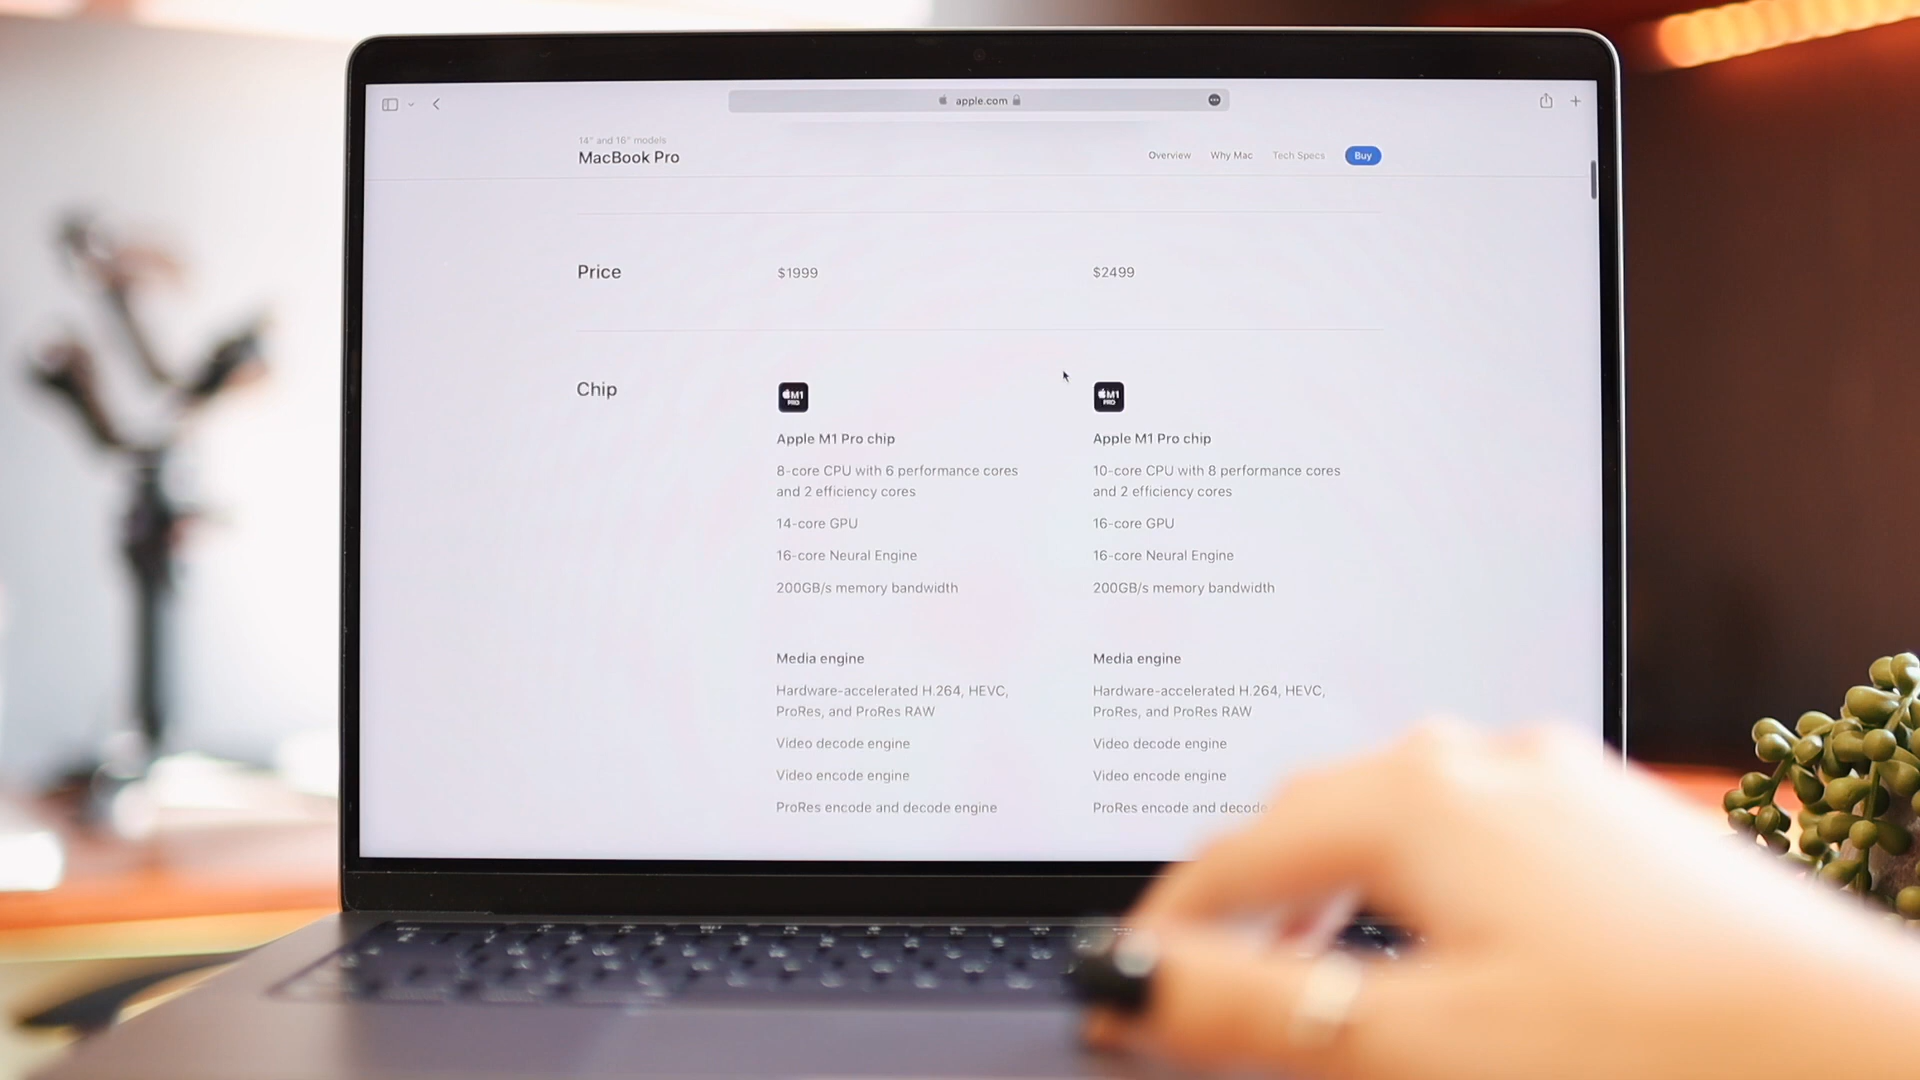 apple.com
14" and 16" models
MacBook Pro
Overview Why Mac Tech Specs Buy
Price $1999 $2499
Chip
M1 M1
PRO PRO
Apple M1 Pro chip Apple M1 Pro chip
8-core CPU with 6 performance cores 10-core CPU with 8 performance cores
and 2 efficiency cores and 2 efficiency cores
14-core GPU 16-core GPU
16-core Neural Engine 16-core Neural Engine
200GB/s memory bandwidth 200GB/s memory bandwidth
Media engine Media engine
Hardware-accelerated H.264, HEVC, Hardware-accelerated H.264, HEVC,
ProRes, and ProRes RAW ProRes, and ProRes RAW
Video decode engine Video decode engine
Video encode engine Video encode engine
ProRes encode and decode engine ProRes encode and decode